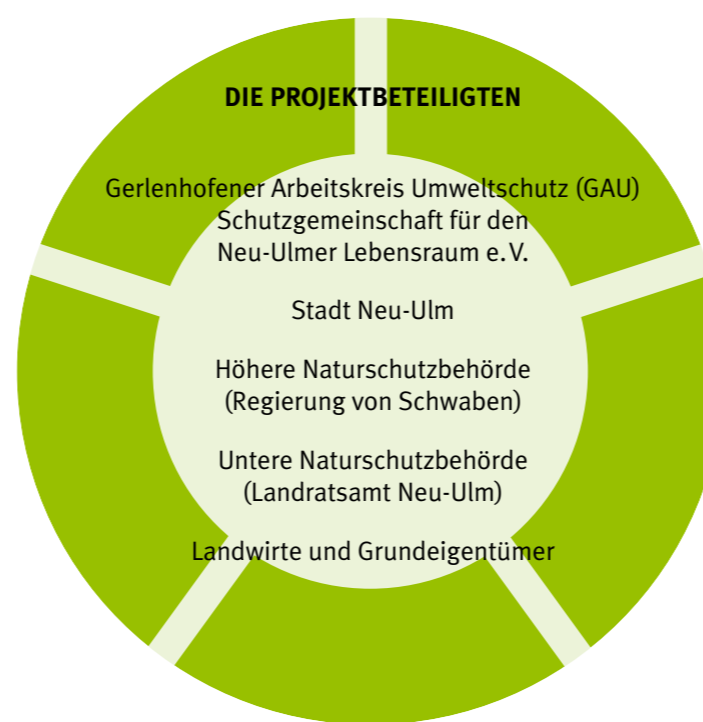 DIE PROJEKTBETEILIGTEN
Gerlenhofener Arbeitskreis Umweltschutz (GAU)
Schutzgemeinschaft für den
Neu-Ulmer Lebensraum e.V.
Stadt Neu-Ulm
Höhere Naturschutzbehörde
(Regierung von Schwaben)
Untere Naturschutzbehörde
(Landratsamt Neu-Ulm)
Landwirte und Grundeigentümer